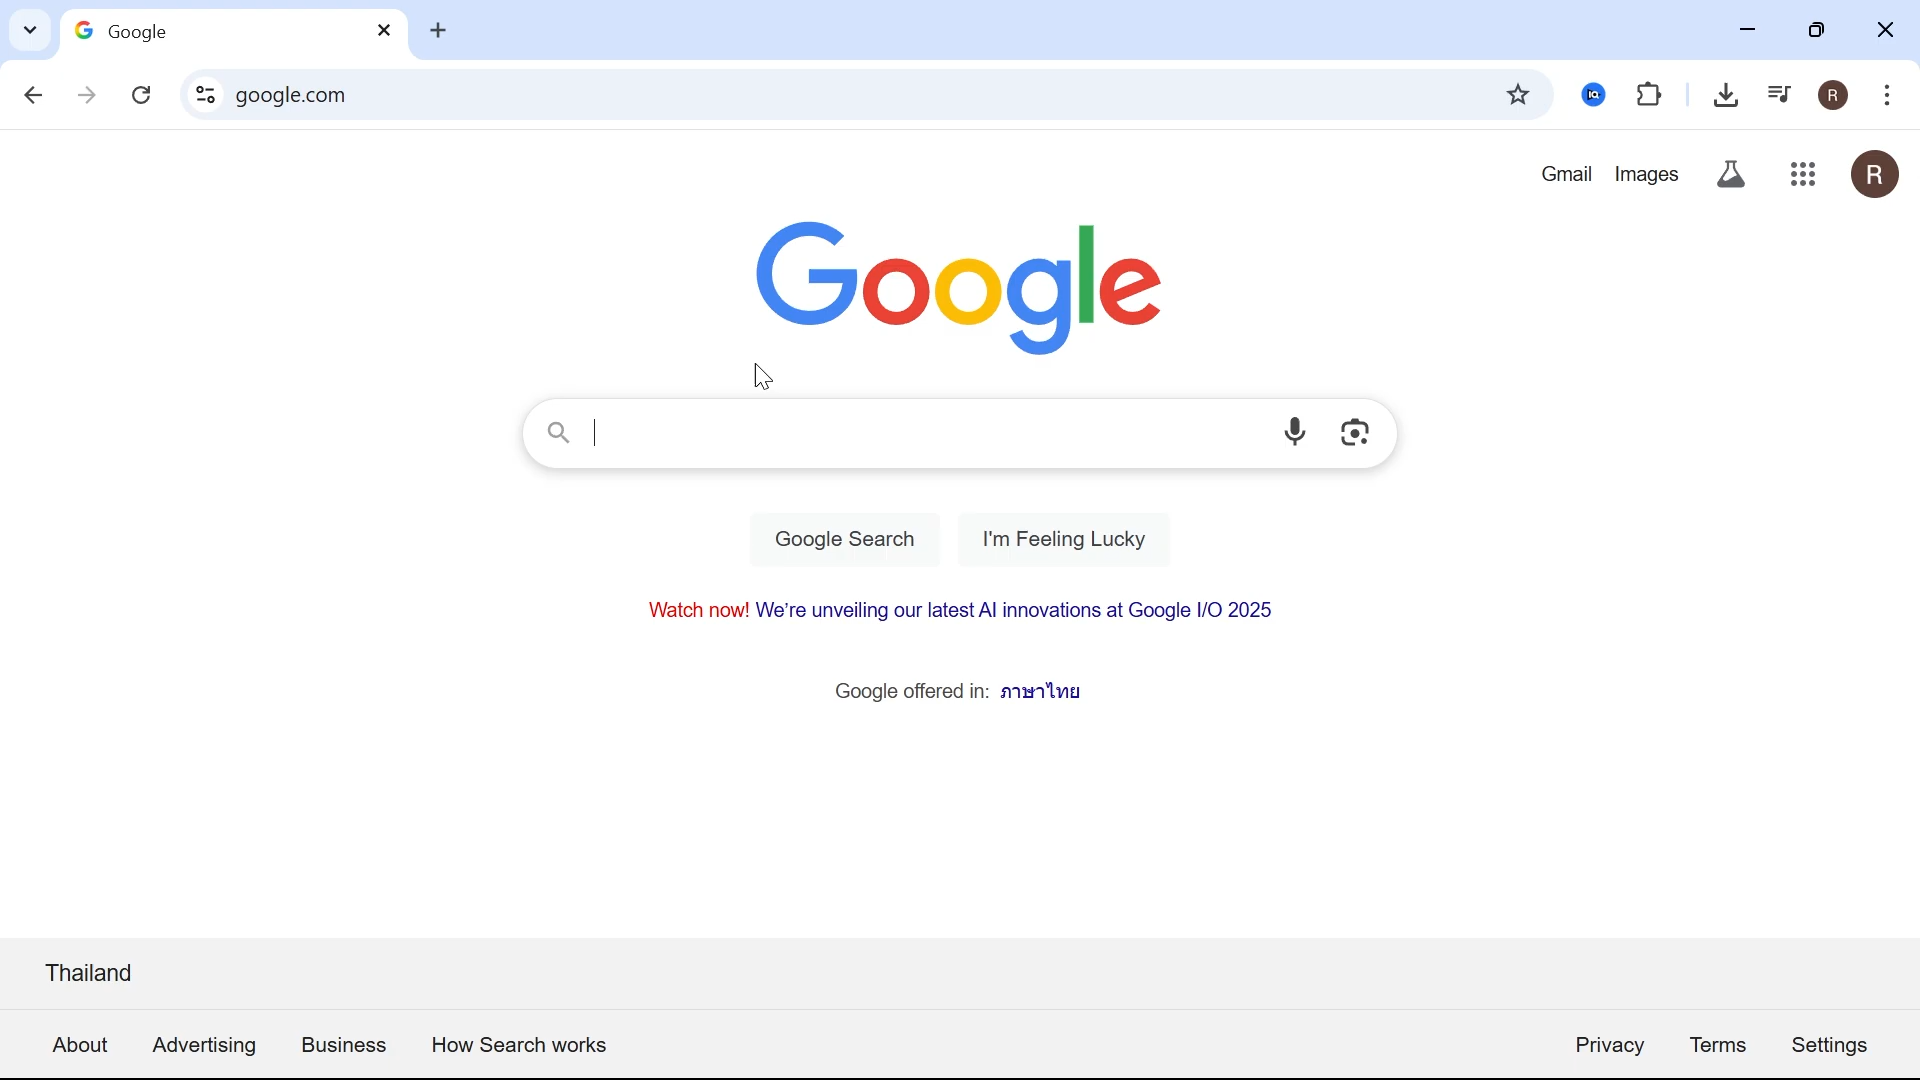 Google
google.com
R
Gmail Images
R
Google
Google Search I'm Feeling Lucky
Watch now! We're unveiling our latest AI innovations at Google I/O 2025
Google offered in: ภาษาไทย
Thailand
About Advertising Business How Search works Privacy Terms Settings